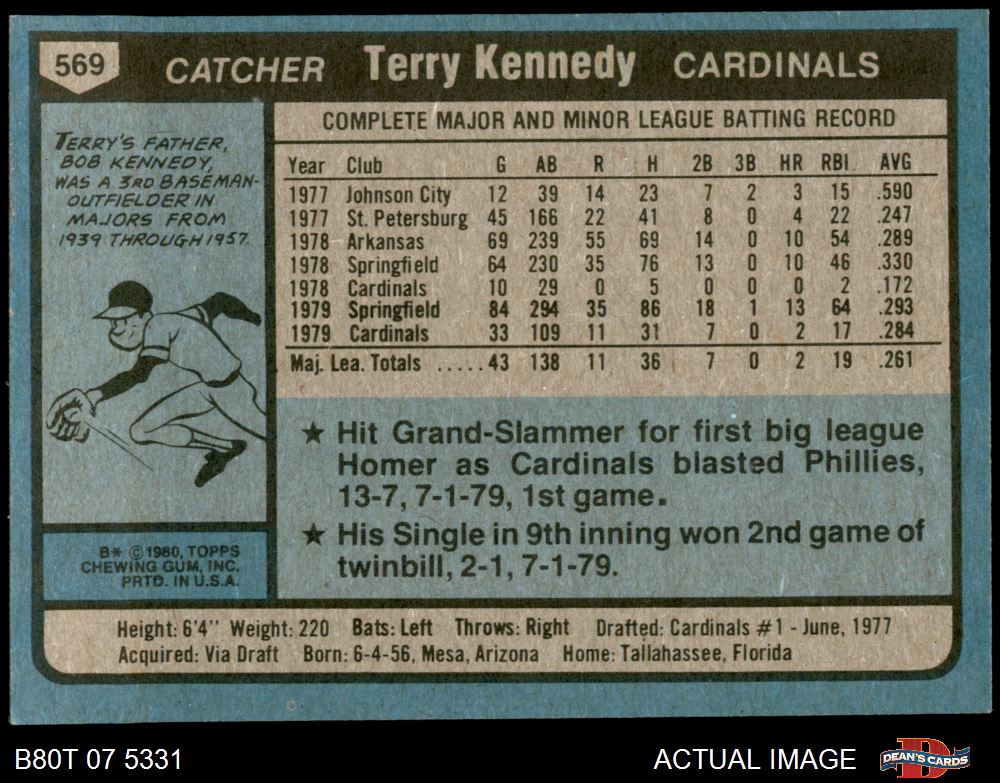 569
CATCHER Terry Kennedy CARDINALS
TERRY'S FATHER,
BOB KENNEDY,
WAS A 3RD BASEMAN-
OUTFIELDER IN
MAJORS FROM
1939 THROUGH 1957.
COMPLETE MAJOR AND MINOR LEAGUE BATTING RECORD
Year Club G AB R H 2B 3B HR RBI AVG
1977 Johnson City 12 39 14 23 7 2 3 15 .590
1977 St. Petersburg 45 166 22 41 8 0 4 22 .247
1978 Arkansas 69 239 55 69 14 0 10 54 .289
1978 Springfield 64 230 35 76 13 0 10 46 .330
1978 Cardinals 10 29 0 5 0 0 0 2 .172
1979 Springfield 84 294 35 86 18 1 13 64 .293
1979 Cardinals 33 109 11 31 7 0 2 17 .284
Maj. Lea. Totals .....43 138 11 36 7 0 2 19 .261
★ Hit Grand-Slammer for first big league
Homer as Cardinals blasted Phillies,
13-7, 7-1-79, 1st game.
★ His Single in 9th inning won 2nd game of
twinbill, 2-1, 7-1-79.
B* © 1980, TOPPS
CHEWING GUM, INC.
PRTD. IN U.S.A.
Height: 6'4" Weight: 220 Bats: Left Throws: Right Drafted: Cardinals #1 - June, 1977
Acquired: Via Draft Born: 6-4-56, Mesa, Arizona Home: Tallahassee, Florida
B80T 07 5331 ACTUAL IMAGE DEAN'S CARDS